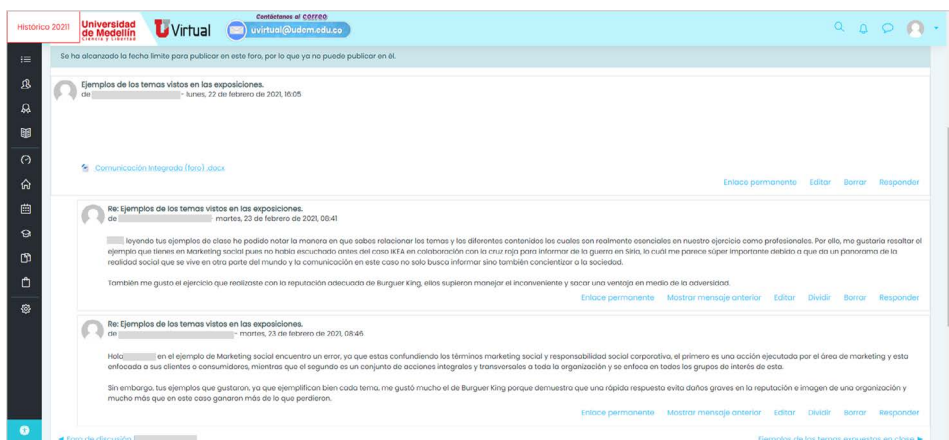 Histórico 20211
Universidad
de Medellín
Ciencia y Libertad
Virtual
Contáctanos al correo
uvirtual@udem.edu.co
Se ha alcanzado la fecha límite para publicar en este foro, por lo que ya no puede publicar en él.
Ejemplos de los temas vistos en las exposiciones.
de - lunes, 22 de febrero de 2021, 16:05
Comunicación Integrada (foro) .docx
Enlace permanente Editar Borrar Responder
Re: Ejemplos de los temas vistos en las exposiciones.
de - martes, 23 de febrero de 2021, 08:41
leyendo tus ejemplos de clase he podido notar la manera en que sabes relacionar los temas y los diferentes contenidos los cuales son realmente esenciales en nuestro ejercicio como profesionales. Por ello, me gustaría resaltar el
ejemplo que tienes en Marketing social pues no había escuchado antes del caso IKEA en colaboración con la cruz roja para informar de la guerra en Siria, lo cuál me parece súper importante debido a que da un panorama de la
realidad social que se vive en otra parte del mundo y la comunicación en este caso no solo busca informar sino también concientizar a la sociedad.
También me gusto el ejercicio que realizaste con la reputación adecuada de Burguer King, ellos supieron manejar el inconveniente y sacar una ventaja en medio de la adversidad.
Enlace permanente Mostrar mensaje anterior Editar Dividir Borrar Responder
Re: Ejemplos de los temas vistos en las exposiciones.
de - martes, 23 de febrero de 2021, 08:46
Hola en el ejemplo de Marketing social encuentro un error, ya que estas confundiendo los términos marketing social y responsabilidad social corporativa, el primero es una acción ejecutada por el área de marketing y esta
enfocada a sus clientes o consumidores, mientras que el segundo es un conjunto de acciones integrales y transversales a toda la organización y se enfoca en todos los grupos de interés de esta.
Sin embargo, tus ejemplos que gustaron, ya que ejemplifican bien cada tema, me gustó mucho el de Burguer King porque demuestra que una rápida respuesta evita daños graves en la reputación e imagen de una organización y
mucho más que en este caso ganaron más de lo que perdieron.
Enlace permanente Mostrar mensaje anterior Editar Dividir Borrar Responder
◄ Foro de discusión
Ejemplos de los temas expuestos en clase ►